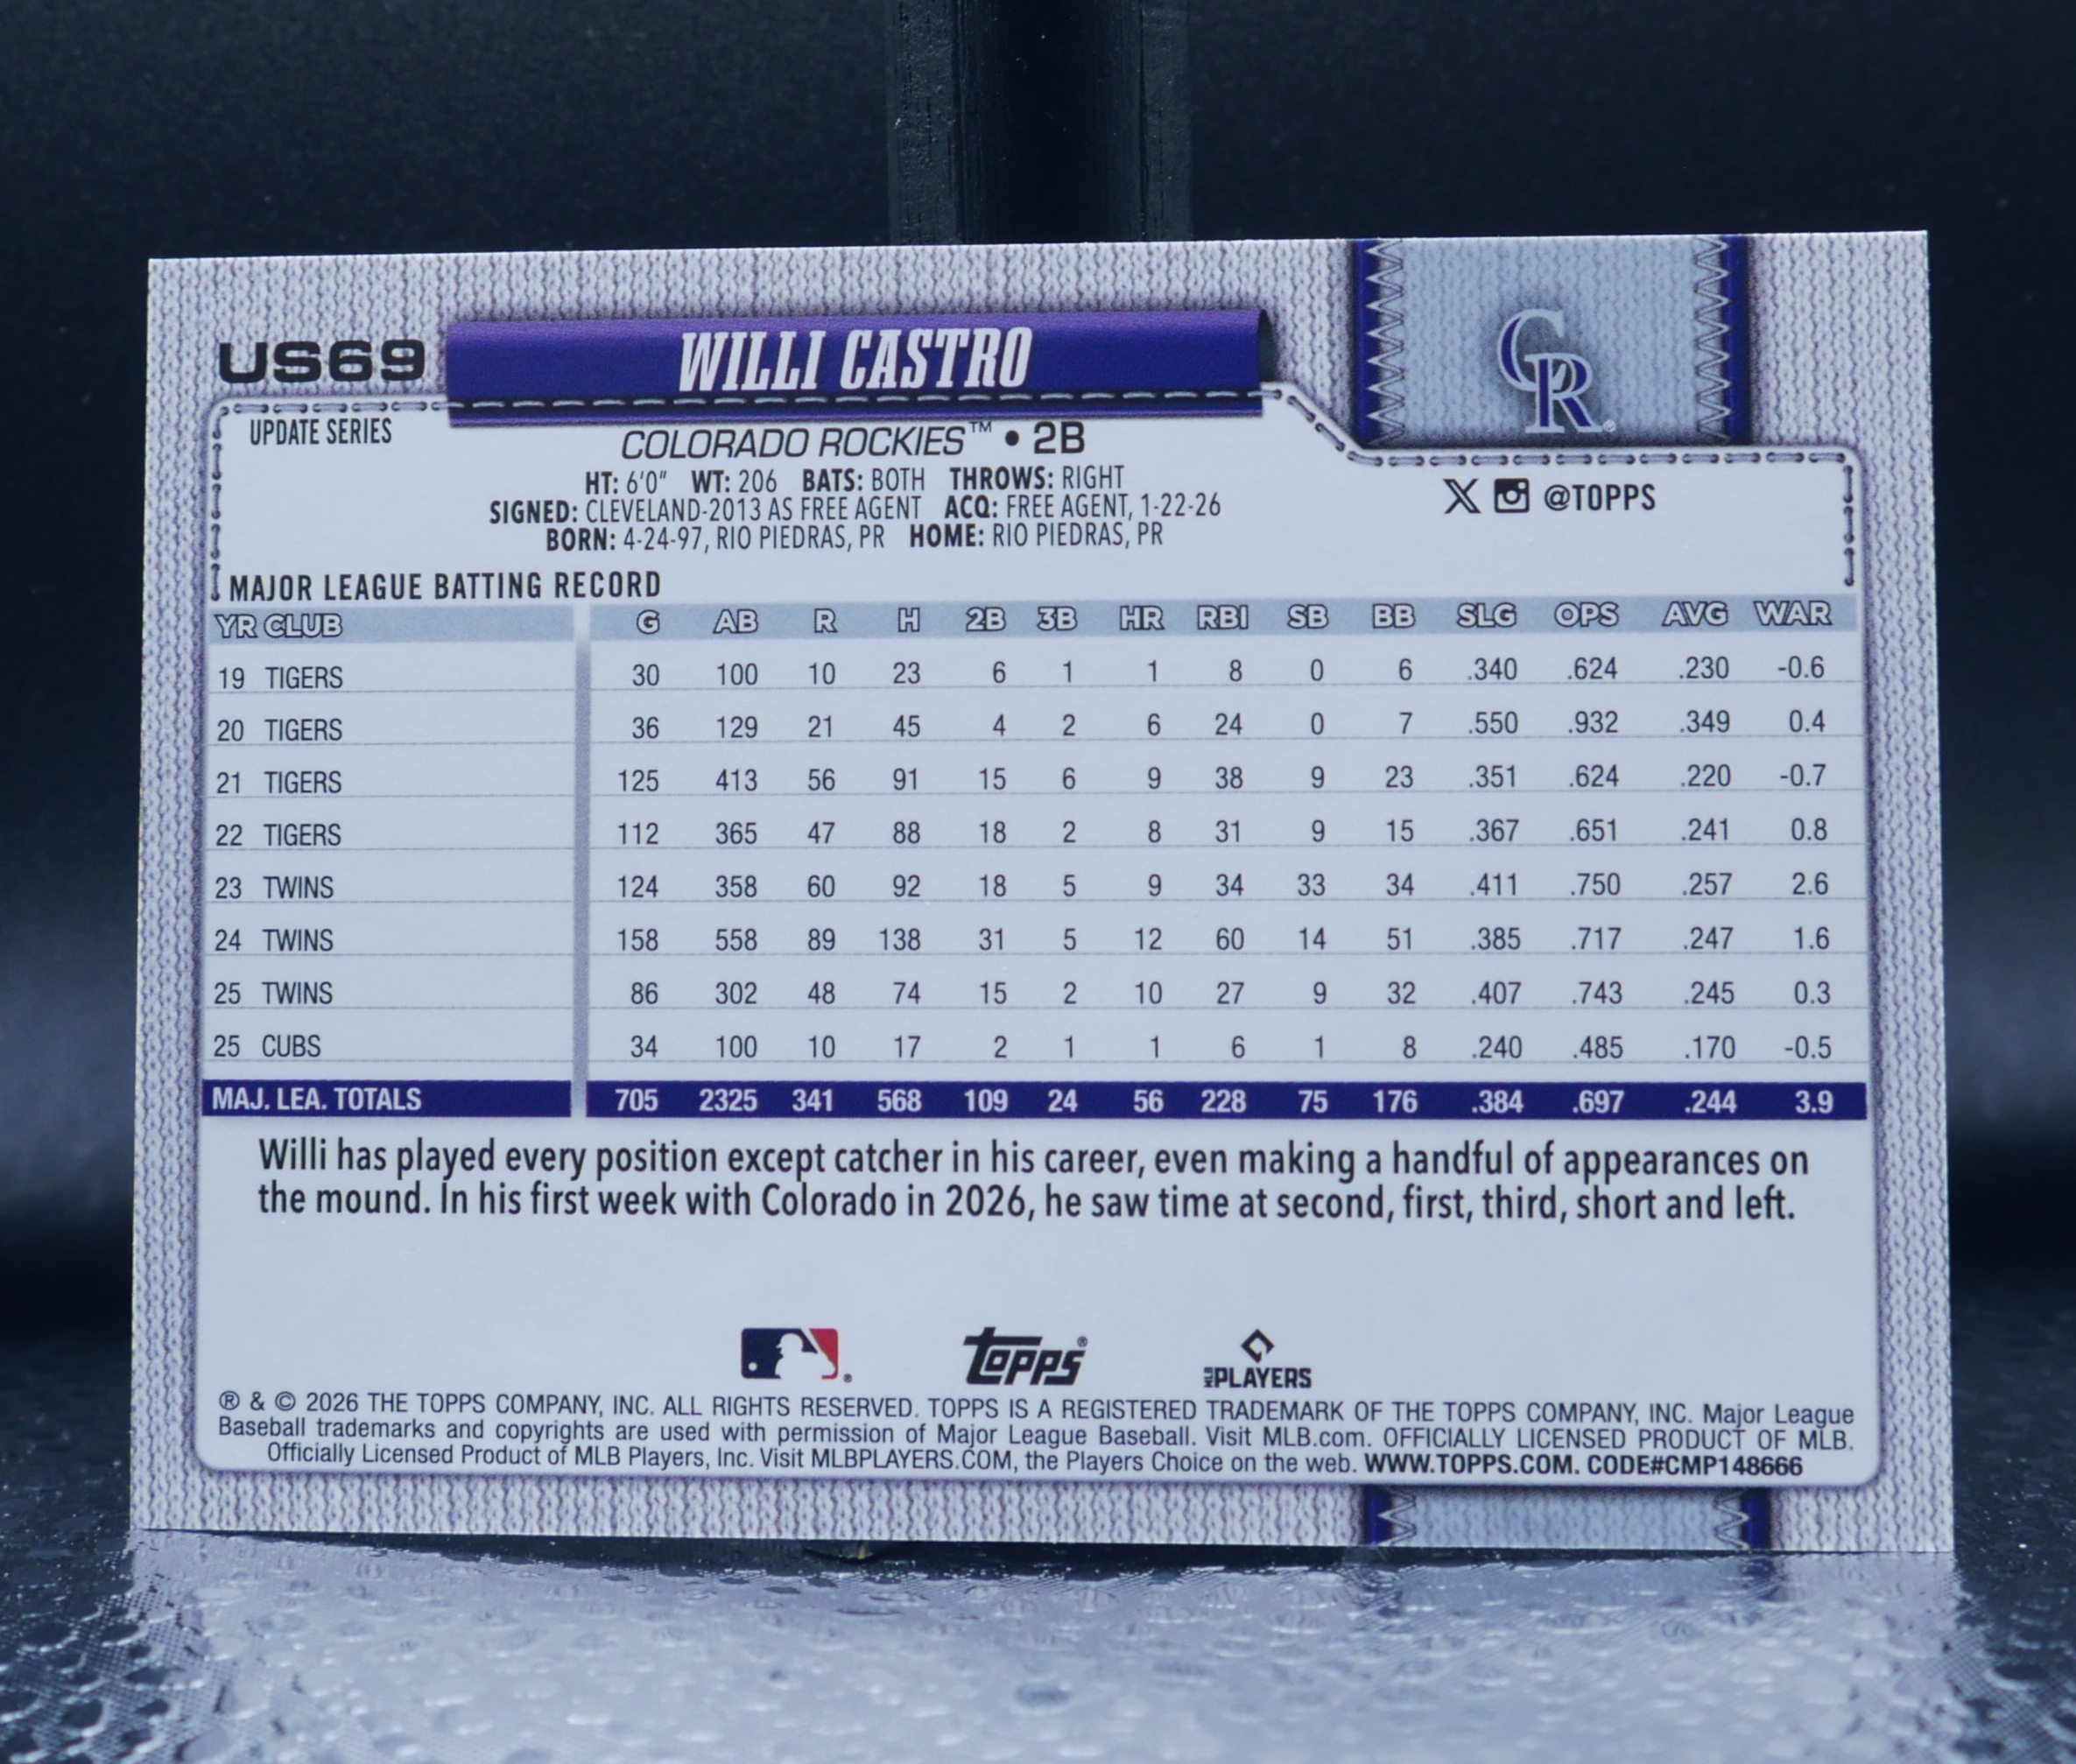 US69
WILLI CASTRO
CR
UPDATE SERIES
COLORADO ROCKIES™ • 2B
HT: 6'0" WT: 206 BATS: BOTH THROWS: RIGHT
SIGNED: CLEVELAND-2013 AS FREE AGENT ACQ: FREE AGENT, 1-22-26
BORN: 4-24-97, RIO PIEDRAS, PR HOME: RIO PIEDRAS, PR
@TOPPS
MAJOR LEAGUE BATTING RECORD
YR CLUB G AB R H 2B 3B HR RBI SB BB SLG OPS AVG WAR
19 TIGERS 30 100 10 23 6 1 1 8 0 6 .340 .624 .230 -0.6
20 TIGERS 36 129 21 45 4 2 6 24 0 7 .550 .932 .349 0.4
21 TIGERS 125 413 56 91 15 6 9 38 9 23 .351 .624 .220 -0.7
22 TIGERS 112 365 47 88 18 2 8 31 9 15 .367 .651 .241 0.8
23 TWINS 124 358 60 92 18 5 9 34 33 34 .411 .750 .257 2.6
24 TWINS 158 558 89 138 31 5 12 60 14 51 .385 .717 .247 1.6
25 TWINS 86 302 48 74 15 2 10 27 9 32 .407 .743 .245 0.3
25 CUBS 34 100 10 17 2 1 1 6 1 8 .240 .485 .170 -0.5
MAJ. LEA. TOTALS 705 2325 341 568 109 24 56 228 75 176 .384 .697 .244 3.9
Willi has played every position except catcher in his career, even making a handful of appearances on
the mound. In his first week with Colorado in 2026, he saw time at second, first, third, short and left.
Topps®
MLB PLAYERS
® & © 2026 THE TOPPS COMPANY, INC. ALL RIGHTS RESERVED. TOPPS IS A REGISTERED TRADEMARK OF THE TOPPS COMPANY, INC. Major League
Baseball trademarks and copyrights are used with permission of Major League Baseball. Visit MLB.com. OFFICIALLY LICENSED PRODUCT OF MLB.
Officially Licensed Product of MLB Players, Inc. Visit MLBPLAYERS.COM, the Players Choice on the web. WWW.TOPPS.COM. CODE#CMP148666